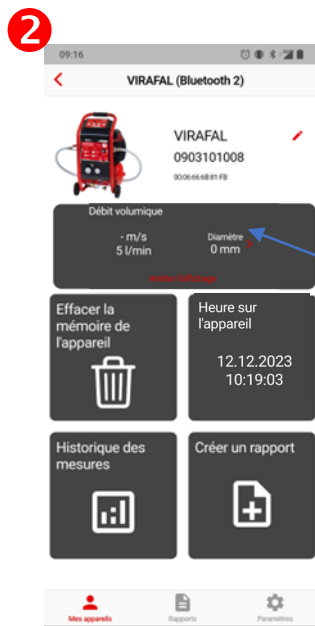 2
09:16
VIRAFAL (Bluetooth 2)
VIRAFAL
0903101008
00:06:66:6B:81:FB
Débit volumique
- m/s
5 l/min
Diamètre
0 mm
Effacer la
mémoire de
l'appareil
Heure sur
l'appareil
12.12.2023
10:19:03
Historique des
mesures
Créer un rapport
Mes appareils
Rapports
Paramètres